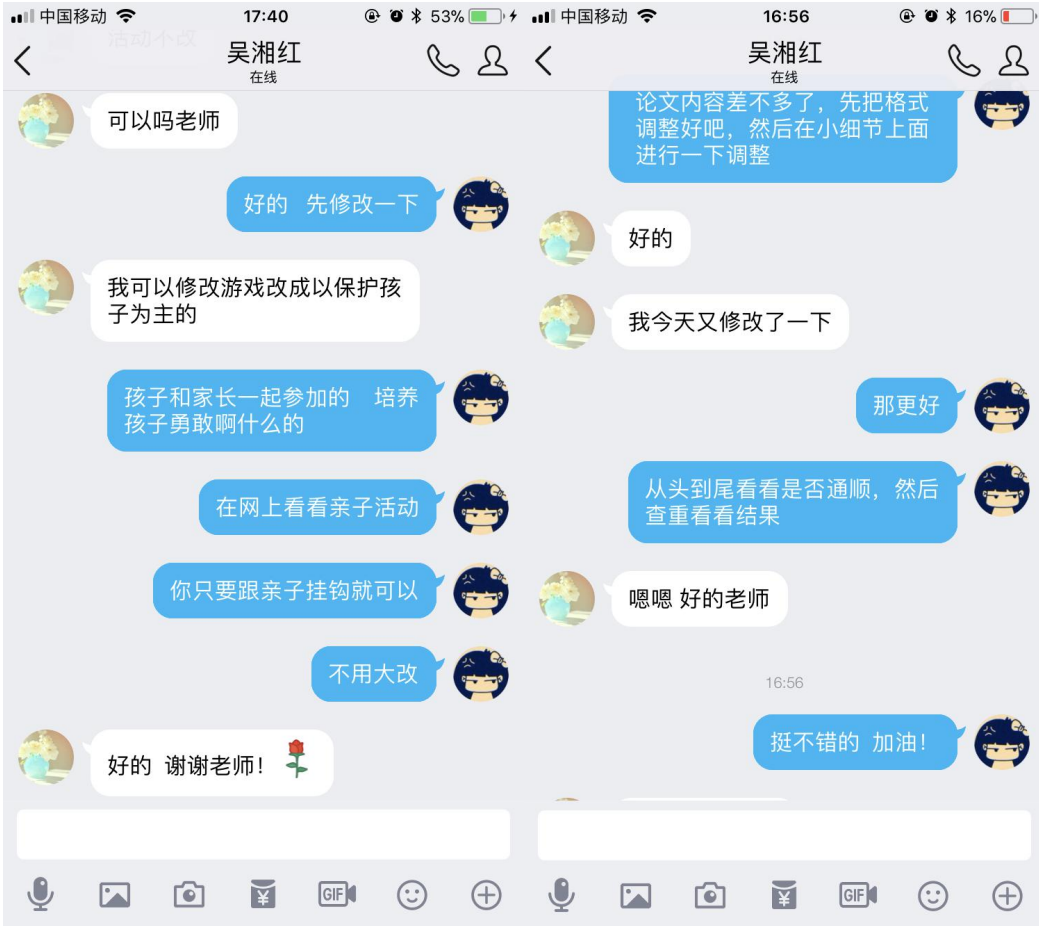 中国移动 17:40 53%
吴湘红
在线
活动小改
可以吗老师
好的 先修改一下
我可以修改游戏改成以保护孩
子为主的
孩子和家长一起参加的 培养
孩子勇敢啊什么的
在网上看看亲子活动
你只要跟亲子挂钩就可以
不用大改
好的 谢谢老师!
GIF
中国移动 16:56 16%
吴湘红
在线
论文内容差不多了，先把格式
调整好吧，然后在小细节上面
进行一下调整
好的
我今天又修改了一下
那更好
从头到尾看看是否通顺，然后
查重看看结果
嗯嗯 好的老师
16:56
挺不错的 加油!
GIF